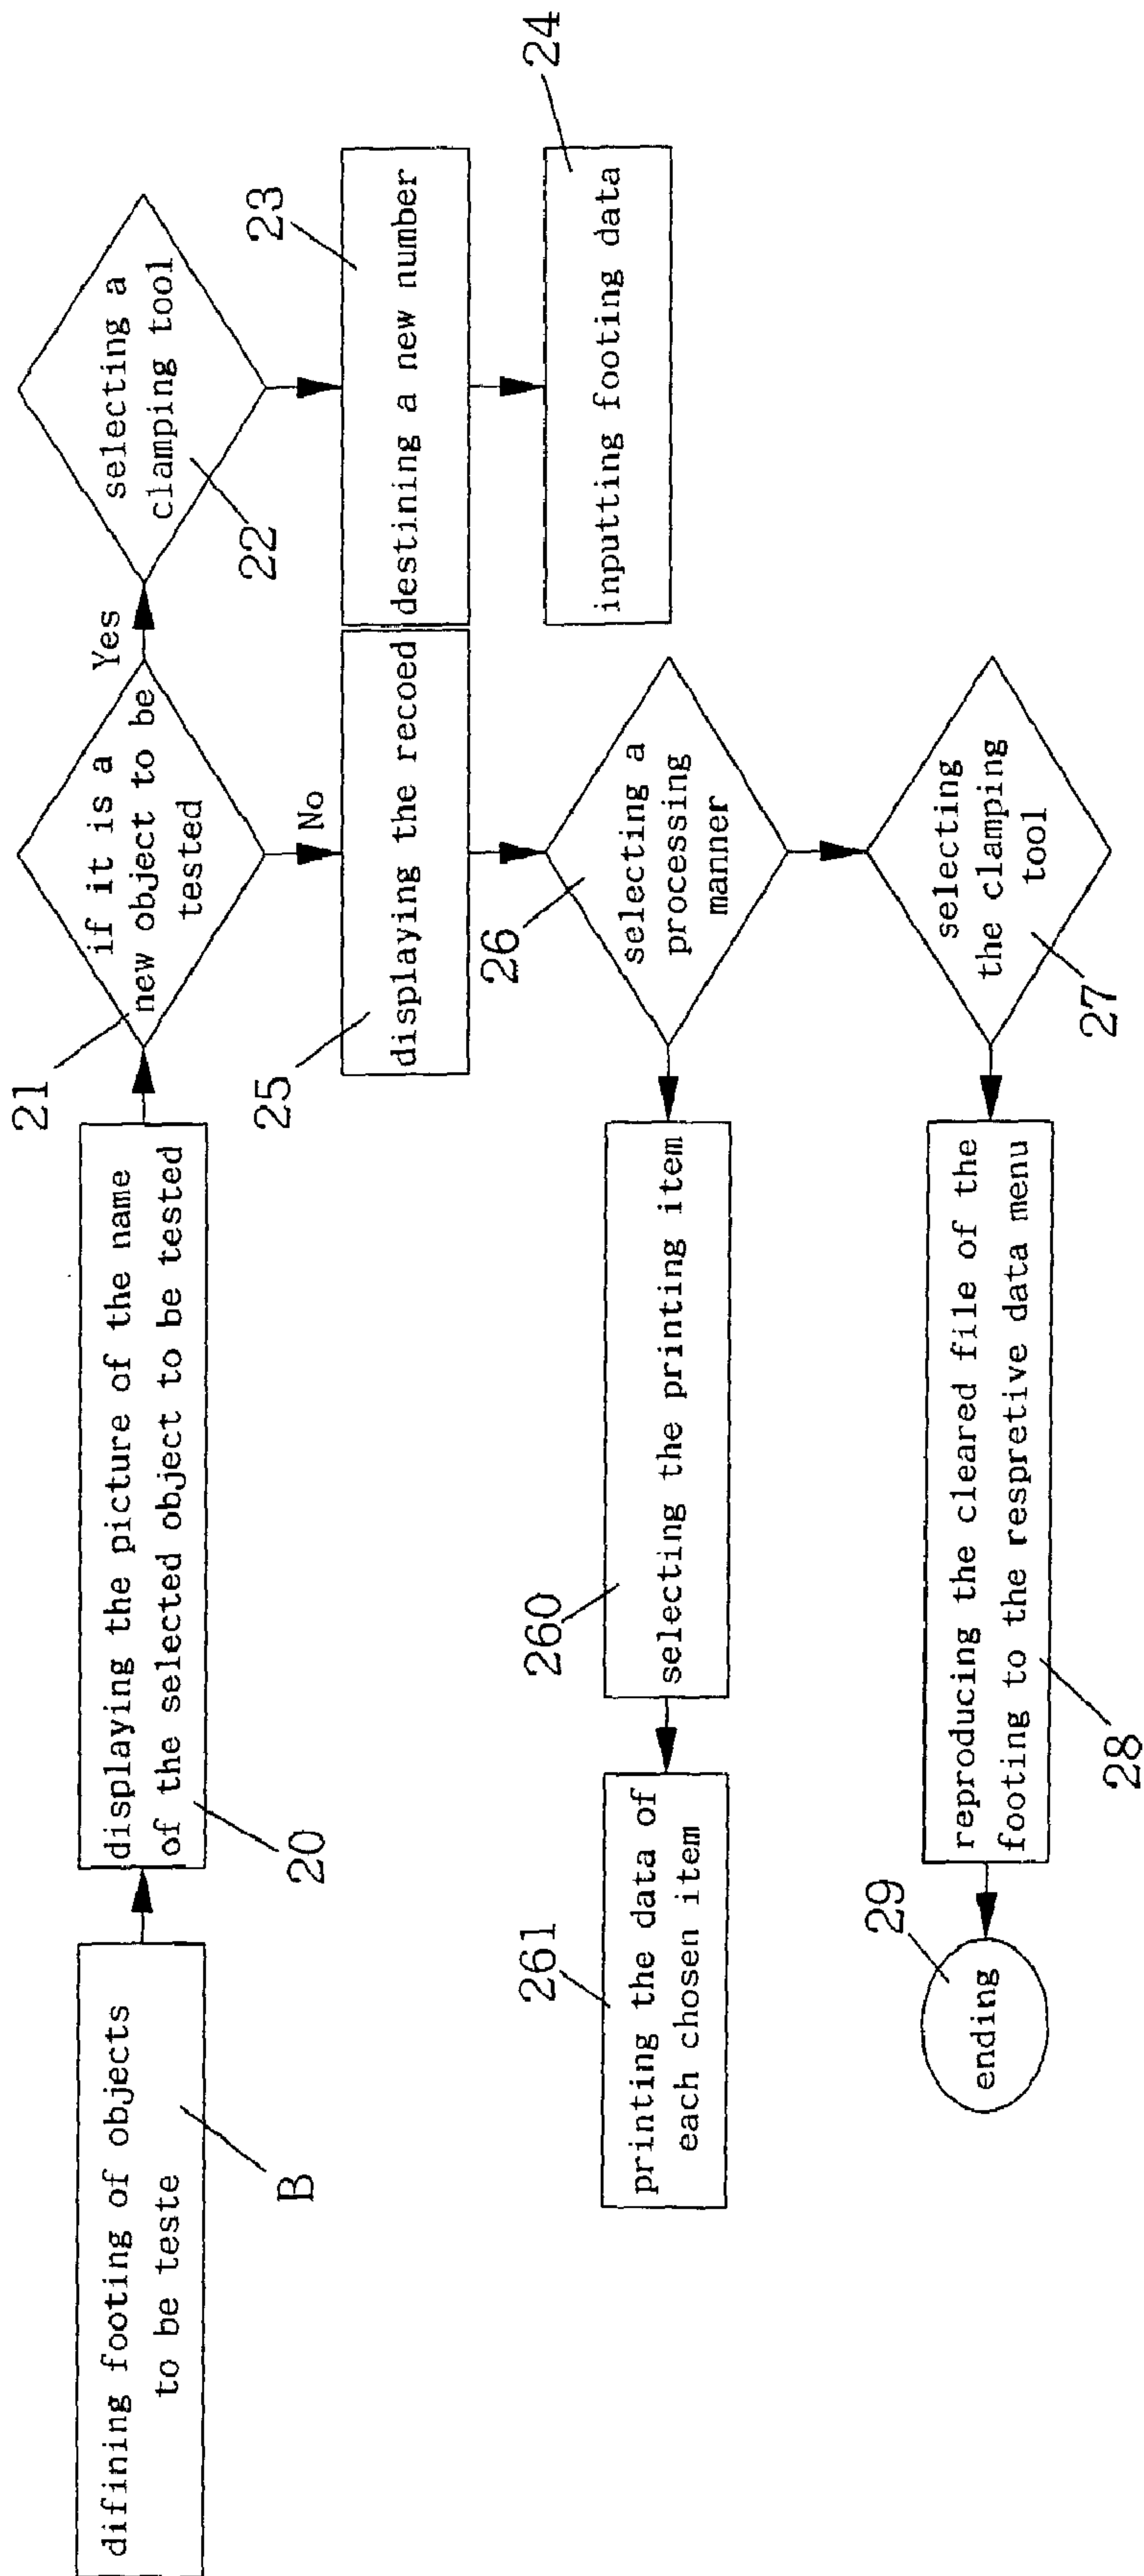 difining footing of objects
to be teste
B
displaying the picture of the name
of the selected object to be tested
20
21
if it is a
new object to be
tested
Yes
No
selecting a
clamping tool
22
23
destining a new number
24
inputting footing data
25
displaying the recoed
26
selecting a
processing
manner
260
selecting the printing item
261
printing the data of
each chosen item
selecting
the clamping
tool
27
reproducing the cleared file of the
footing to the respretive data menu
28
29
ending